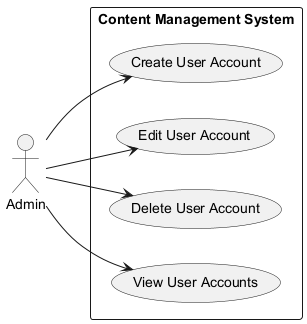 Content Management System
Create User Account
Edit User Account
Admin
Delete User Account
View User Accounts